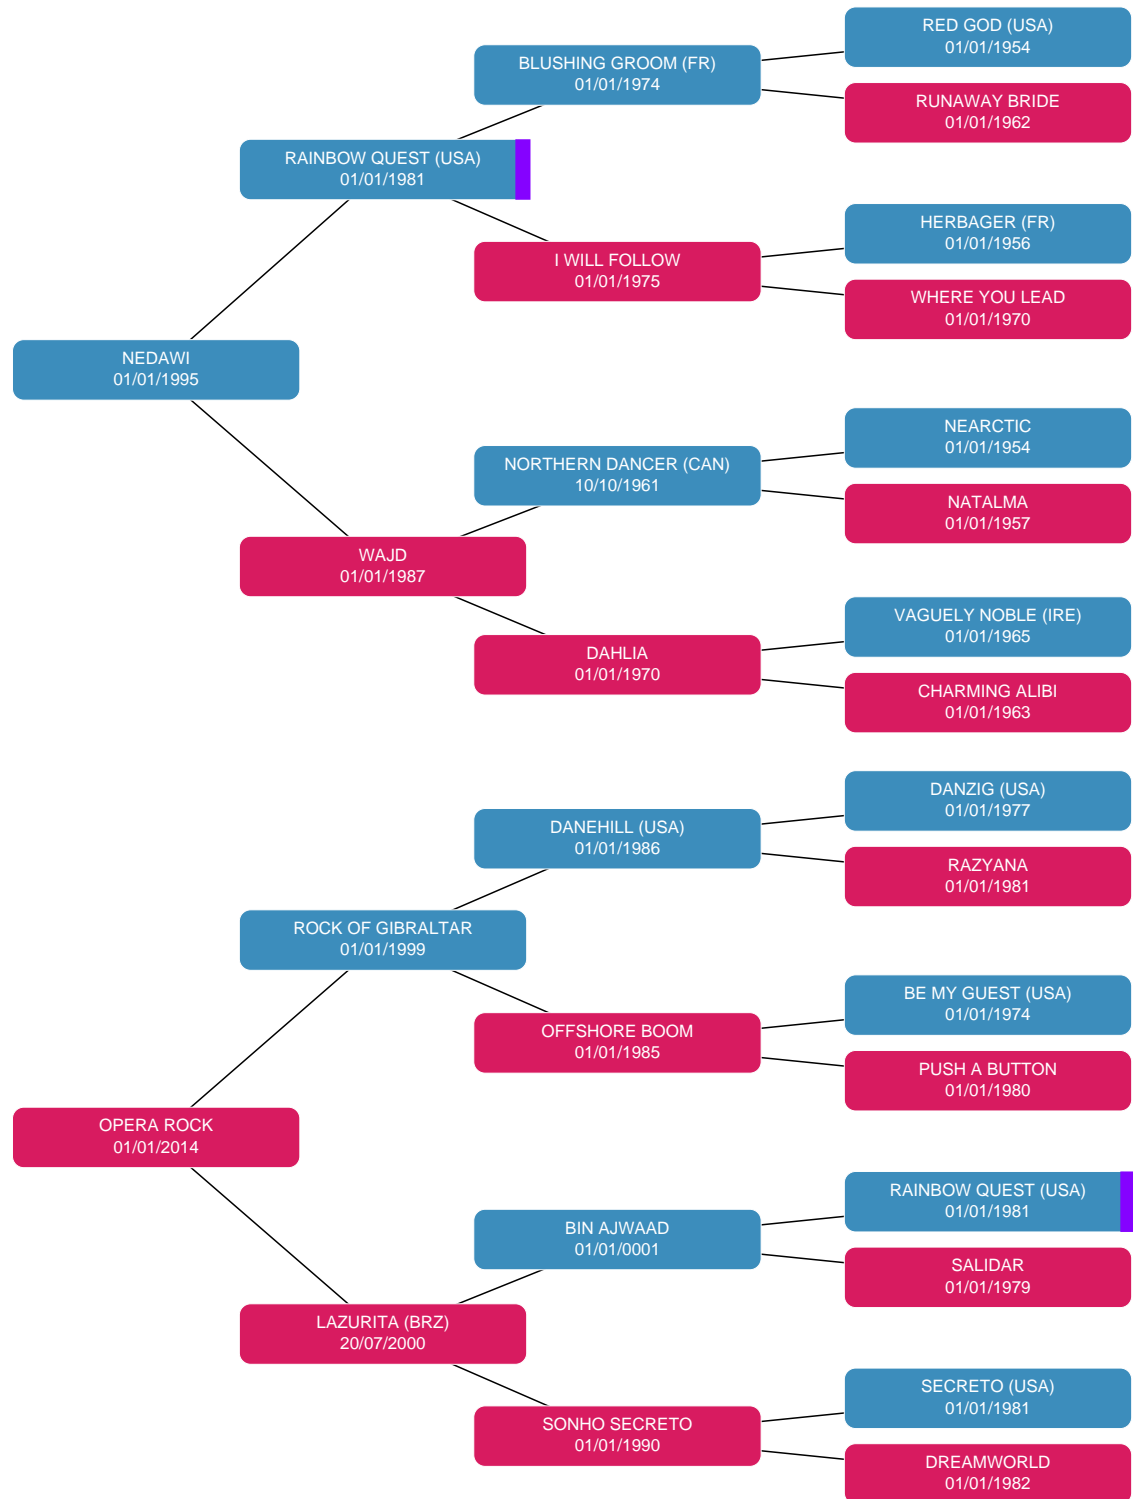 RED GOD (USA)
01/01/1954
BLUSHING GROOM (FR)
01/01/1974
RUNAWAY BRIDE
01/01/1962
RAINBOW QUEST (USA)
01/01/1981
HERBAGER (FR)
01/01/1956
I WILL FOLLOW
01/01/1975
WHERE YOU LEAD
01/01/1970
NEDAWI
01/01/1995
NEARCTIC
01/01/1954
NORTHERN DANCER (CAN)
10/10/1961
NATALMA
01/01/1957
WAJD
01/01/1987
VAGUELY NOBLE (IRE)
01/01/1965
DAHLIA
01/01/1970
CHARMING ALIBI
01/01/1963
DANZIG (USA)
01/01/1977
DANEHILL (USA)
01/01/1986
RAZYANA
01/01/1981
ROCK OF GIBRALTAR
01/01/1999
BE MY GUEST (USA)
01/01/1974
OFFSHORE BOOM
01/01/1985
PUSH A BUTTON
01/01/1980
OPERA ROCK
01/01/2014
RAINBOW QUEST (USA)
01/01/1981
BIN AJWAAD
01/01/0001
SALIDAR
01/01/1979
LAZURITA (BRZ)
20/07/2000
SECRETO (USA)
01/01/1981
SONHO SECRETO
01/01/1990
DREAMWORLD
01/01/1982